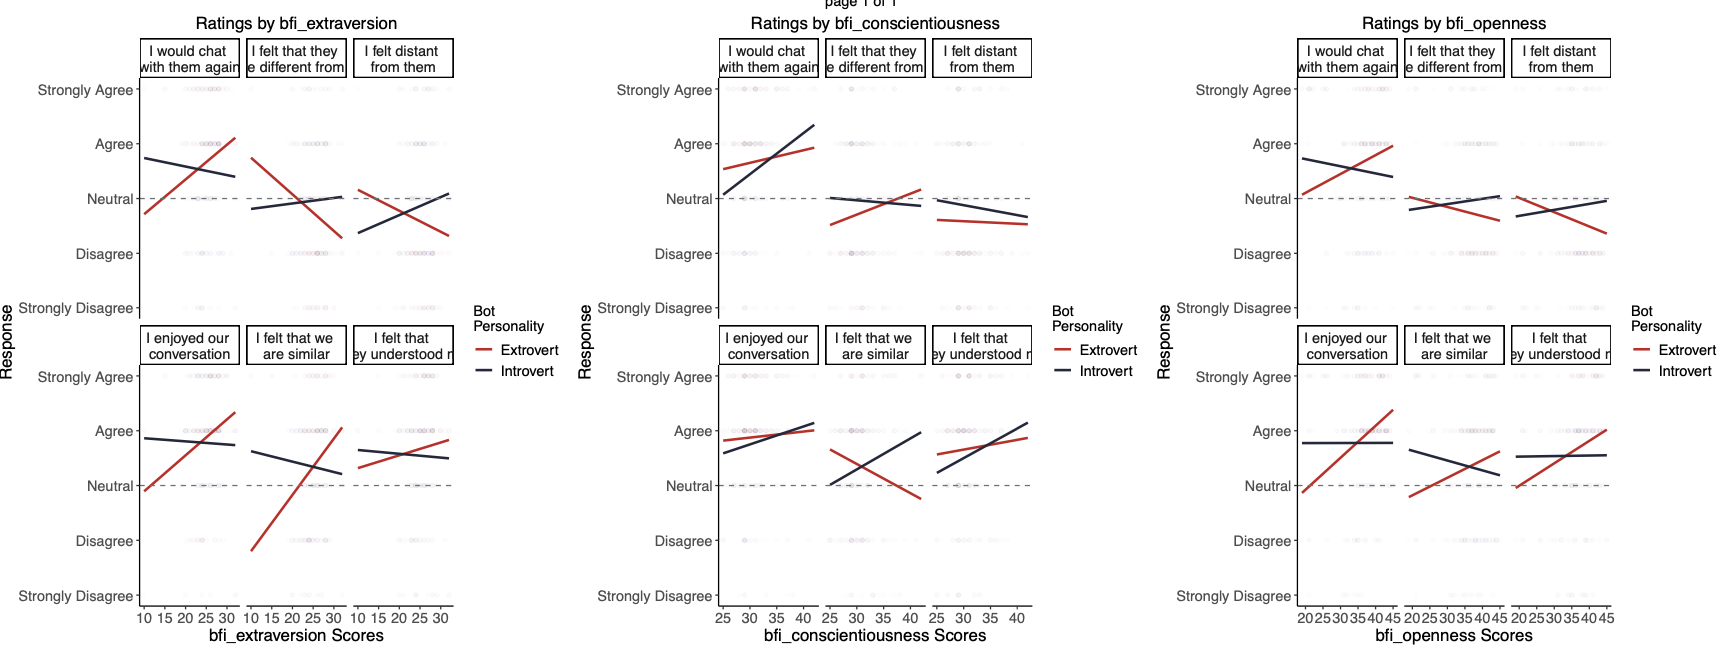 page 1 of 1
Ratings by bfi_extraversion
I would chat
with them again
I felt that they
e different from
I felt distant
from them
Strongly Agree
Agree
Neutral
Disagree
Strongly Disagree
I enjoyed our
conversation
I felt that we
are similar
I felt that
ey understood
Strongly Agree
Agree
Neutral
Disagree
Strongly Disagree
Response
10 15 20 25 30 10 15 20 25 30 10 15 20 25 30
bfi_extraversion Scores
Bot
Personality
Extrovert
Introvert
Ratings by bfi_conscientiousness
I would chat
with them again
I felt that they
e different from
I felt distant
from them
Strongly Agree
Agree
Neutral
Disagree
Strongly Disagree
I enjoyed our
conversation
I felt that we
are similar
I felt that
ey understood
Strongly Agree
Agree
Neutral
Disagree
Strongly Disagree
Response
25 30 35 40 25 30 35 40 25 30 35 40
bfi_conscientiousness Scores
Bot
Personality
Extrovert
Introvert
Ratings by bfi_openness
I would chat
with them again
I felt that they
e different from
I felt distant
from them
Strongly Agree
Agree
Neutral
Disagree
Strongly Disagree
I enjoyed our
conversation
I felt that we
are similar
I felt that
ey understood
Strongly Agree
Agree
Neutral
Disagree
Strongly Disagree
Response
20 25 30 35 40 45 20 25 30 35 40 45 20 25 30 35 40 45
bfi_openness Scores
Bot
Personality
Extrovert
Introvert